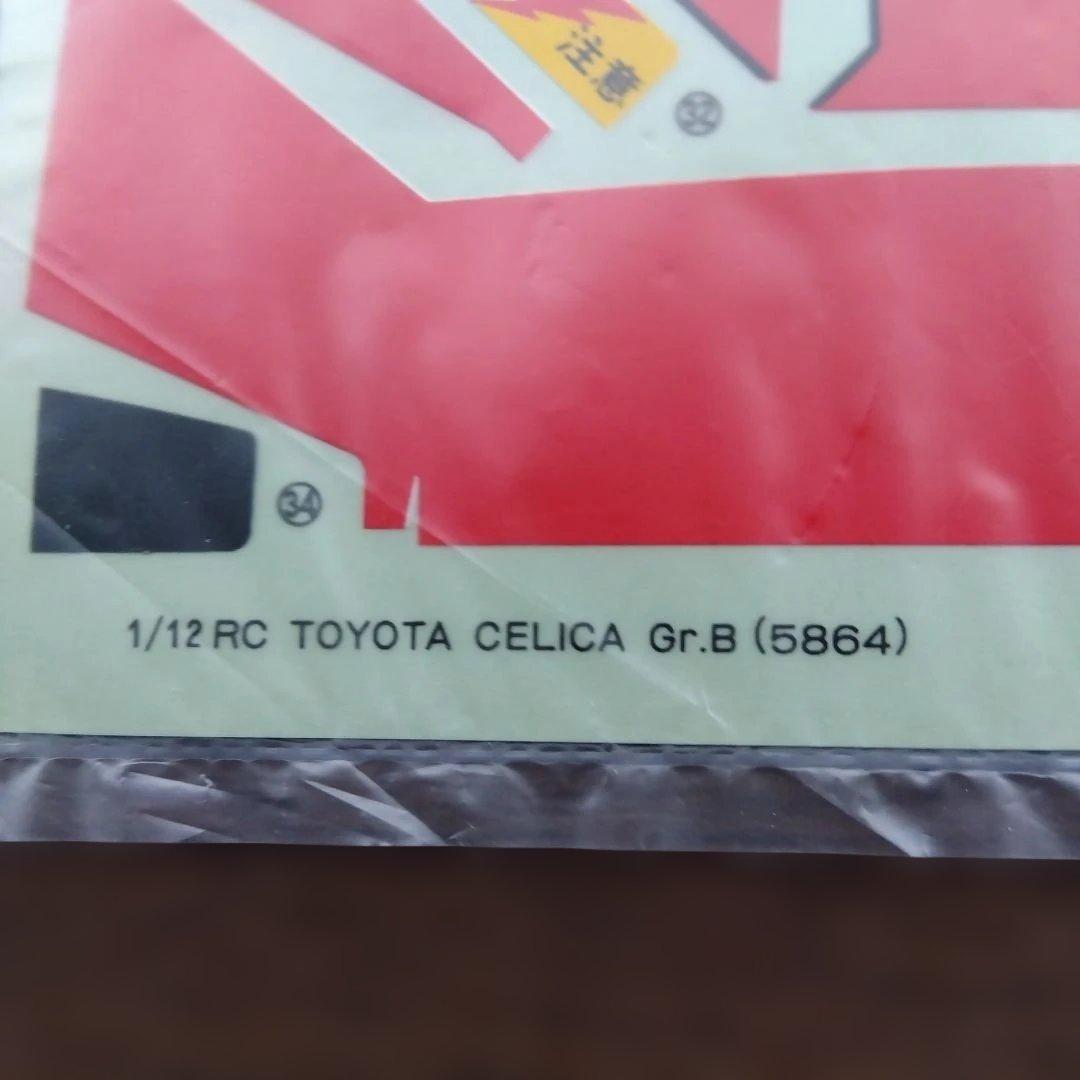 注意
32
34
1/12 RC TOYOTA CELICA Gr.B (5864)